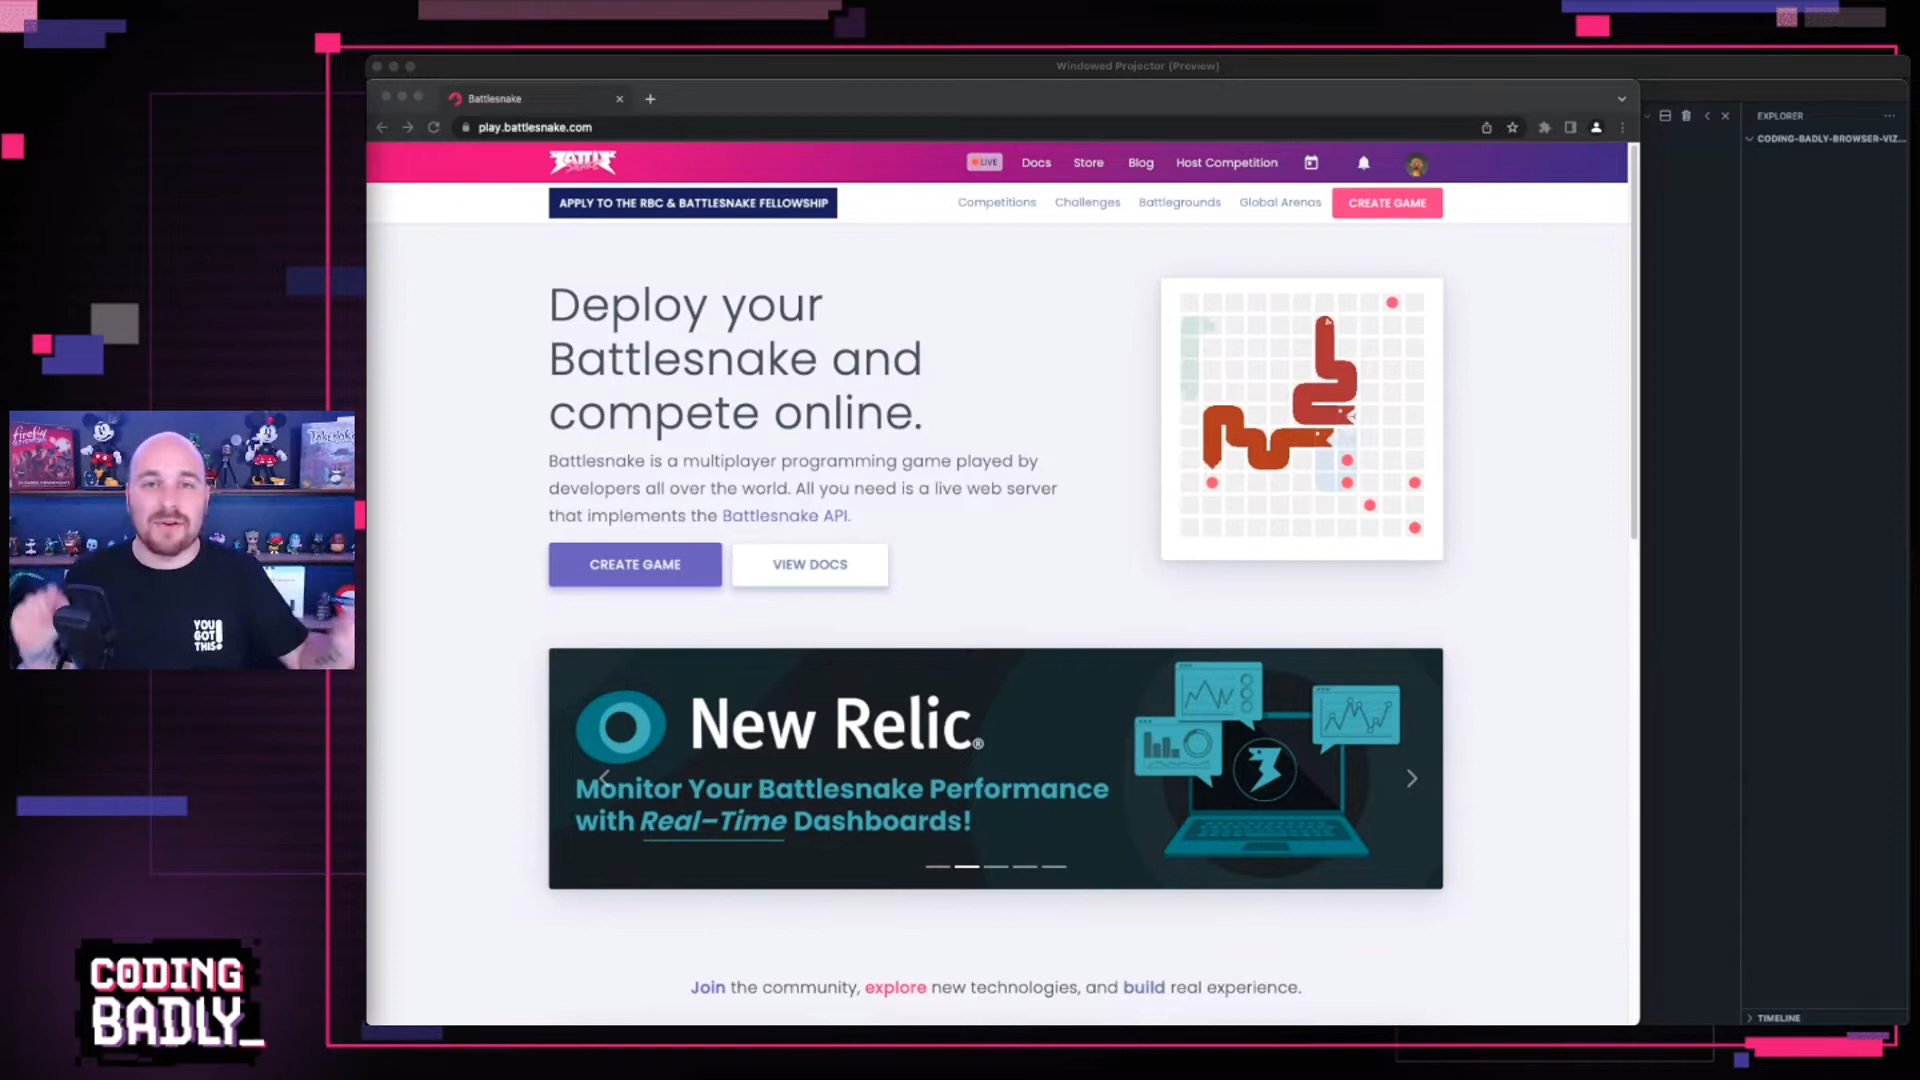 Windowed Projector (Preview)
Battlesnake
play.battlesnake.com
BATTLE
SNAKE
LIVE
Docs
Store
Blog
Host Competition
APPLY TO THE RBC & BATTLESNAKE FELLOWSHIP
Competitions
Challenges
Battlegrounds
Global Arenas
CREATE GAME
EXPLORER
CODING-BADLY-BROWSER-VIZ...
Deploy your
Battlesnake and
compete online.
Battlesnake is a multiplayer programming game played by
developers all over the world. All you need is a live web server
that implements the Battlesnake API.
CREATE GAME
VIEW DOCS
firefly
YOU
GOT
THIS!
New Relic®
Monitor Your Battlesnake Performance
with Real-Time Dashboards!
Join the community, explore new technologies, and build real experience.
CODING
BADLY_
TIMELINE